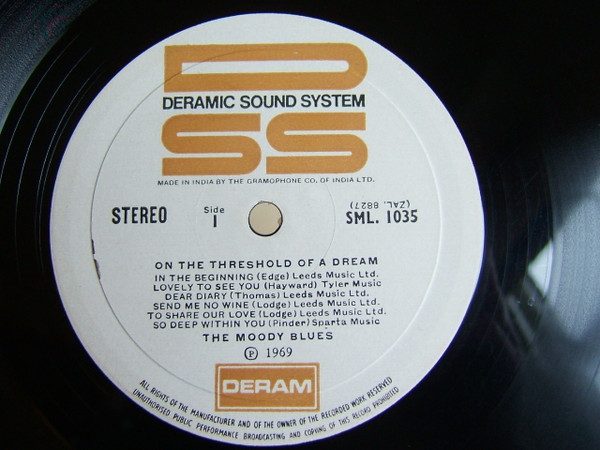 D
DERAMIC SOUND SYSTEM
SS
MADE IN INDIA BY THE GRAMOPHONE CO. OF INDIA LTD.
STEREO
Side
1
(ZAL. 8827)
SML. 1035
ON THE THRESHOLD OF A DREAM
IN THE BEGINNING (Edge) Leeds Music Ltd.
LOVELY TO SEE YOU (Hayward) Tyler Music
DEAR DIARY (Thomas) Leeds Music Ltd.
SEND ME NO WINE (Lodge) Leeds Music Ltd.
TO SHARE OUR LOVE (Lodge) Leeds Music Ltd.
SO DEEP WITHIN YOU (Pinder) Sparta Music
THE MOODY BLUES
℗ 1969
DERAM
ALL RIGHTS OF THE MANUFACTURER AND OF THE OWNER OF THE RECORDED WORK RESERVED
UNAUTHORISED PUBLIC PERFORMANCE BROADCASTING AND COPYING OF THIS RECORD PROHIBITED